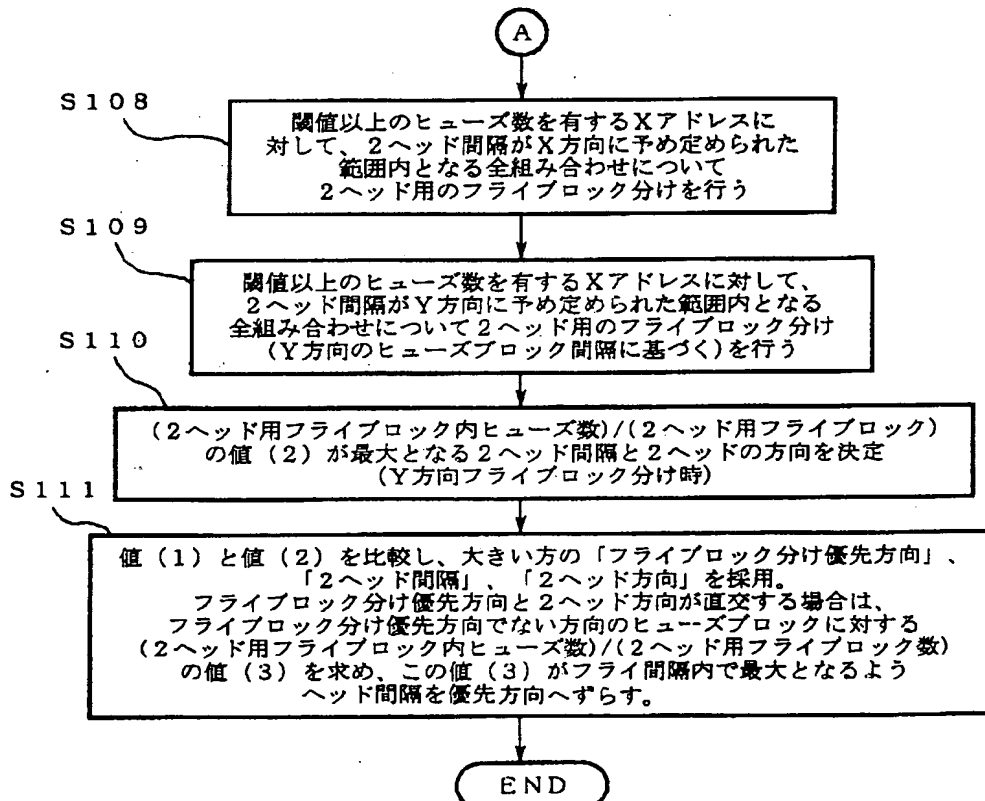 A
S108
閾値以上のヒューズ数を有するXアドレスに
対して、2ヘッド間隔がX方向に予め定められた
範囲内となる全組み合わせについて
2ヘッド用のフライブロック分けを行う
S109
閾値以上のヒューズ数を有するXアドレスに対して、
2ヘッド間隔がY方向に予め定められた範囲内となる
全組み合わせについて2ヘッド用のフライブロック分け
(Y方向のヒューズブロック間隔に基づく)を行う
S110
(2ヘッド用フライブロック内ヒューズ数)/(2ヘッド用フライブロック)
の値(2)が最大となる2ヘッド間隔と2ヘッドの方向を決定
(Y方向フライブロック分け時)
S111
値(1)と値(2)を比較し、大きい方の「フライブロック分け優先方向」、
「2ヘッド間隔」、「2ヘッド方向」を採用。
フライブロック分け優先方向と2ヘッド方向が直交する場合は、
フライブロック分け優先方向でない方向のヒューズブロックに対する
(2ヘッド用フライブロック内ヒューズ数)/(2ヘッド用フライブロック数)
の値(3)を求め、この値(3)がフライ間隔内で最大となるよう
ヘッド間隔を優先方向へずらす。
END